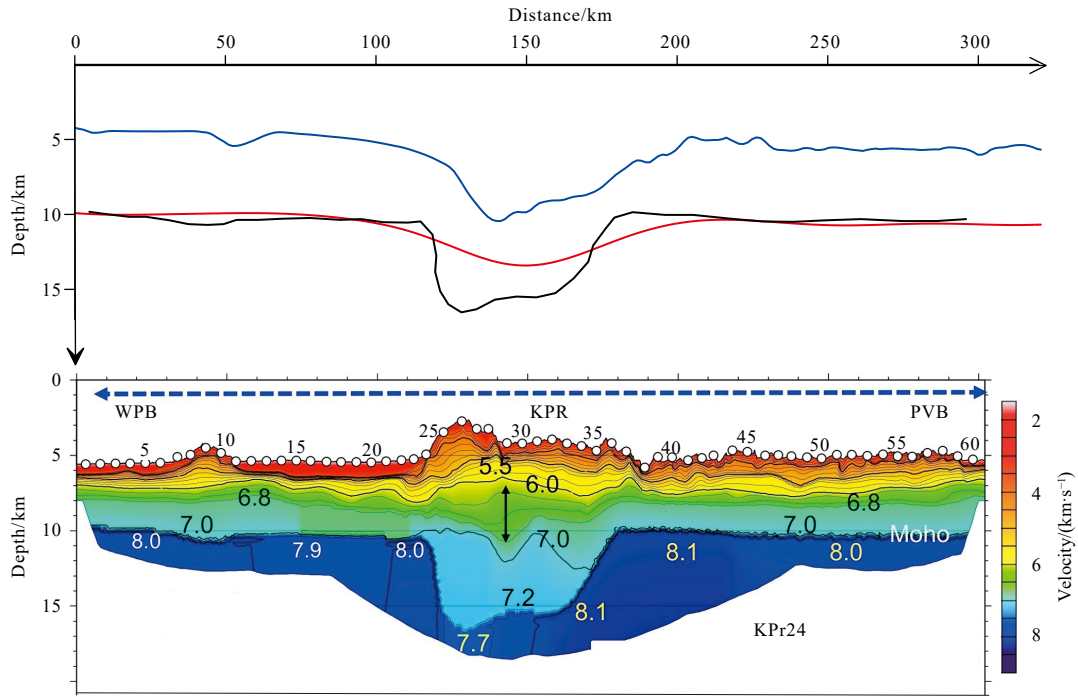 Distance/km
0 50 100 150 200 250 300
5
10
15
Depth/km
0
5
10
15
Depth/km
WPB KPR PVB
5 10 15 20 25 30 35 40 45 50 55 60
5.5
6.0
6.8 6.8
7.0 7.0 7.0
8.0 7.9 8.0 8.1 8.0 Moho
7.2
8.1
7.7
KPr24
2
4
6
8
Velocity/(km·s⁻¹)